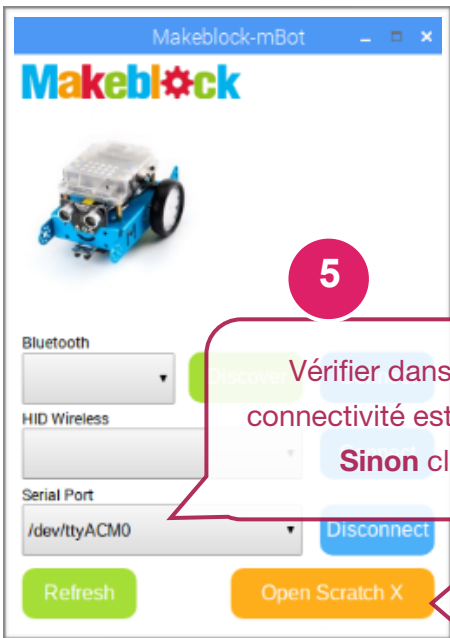 Makeblock-mBot
Makeblock
5
Bluetooth
Discover
Vérifier dans
HID Wireless
connectivité est
Sinon cl
Serial Port
/dev/ttyACM0
Disconnect
Refresh
Open Scratch X